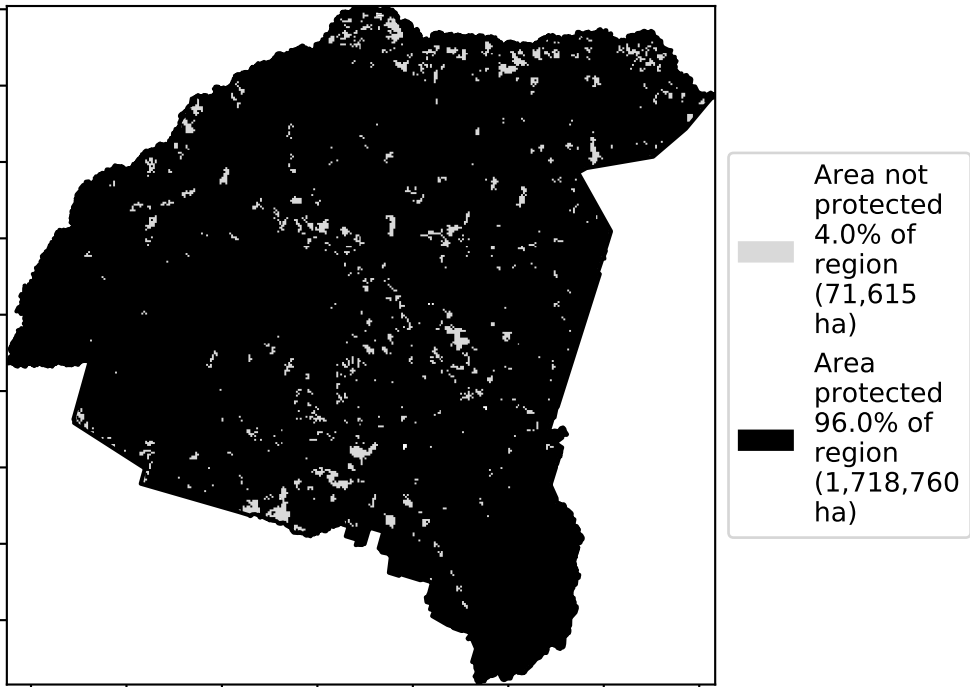 Area not
protected
4.0% of
region
(71,615
ha)
Area
protected
96.0% of
region
(1,718,760
ha)